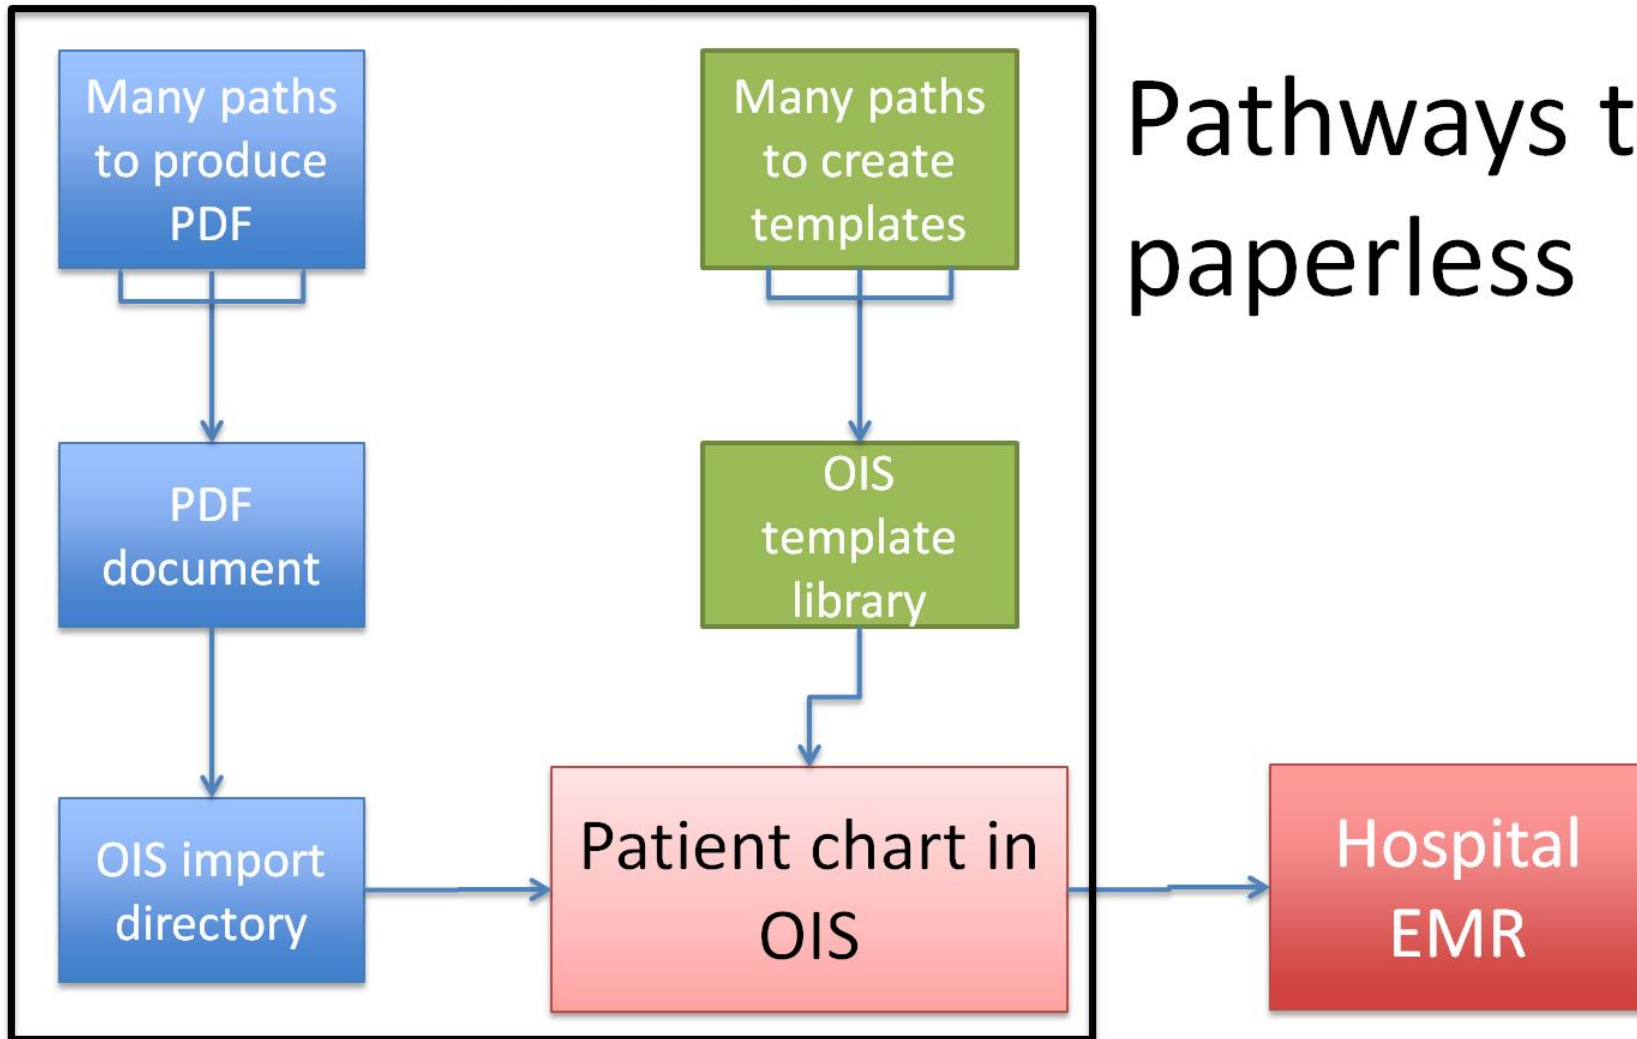 Many paths
to produce
PDF
Many paths
to create
templates
Pathways t
paperless
PDF
document
OIS
template
library
OIS import
directory
Patient chart in
OIS
Hospital
EMR